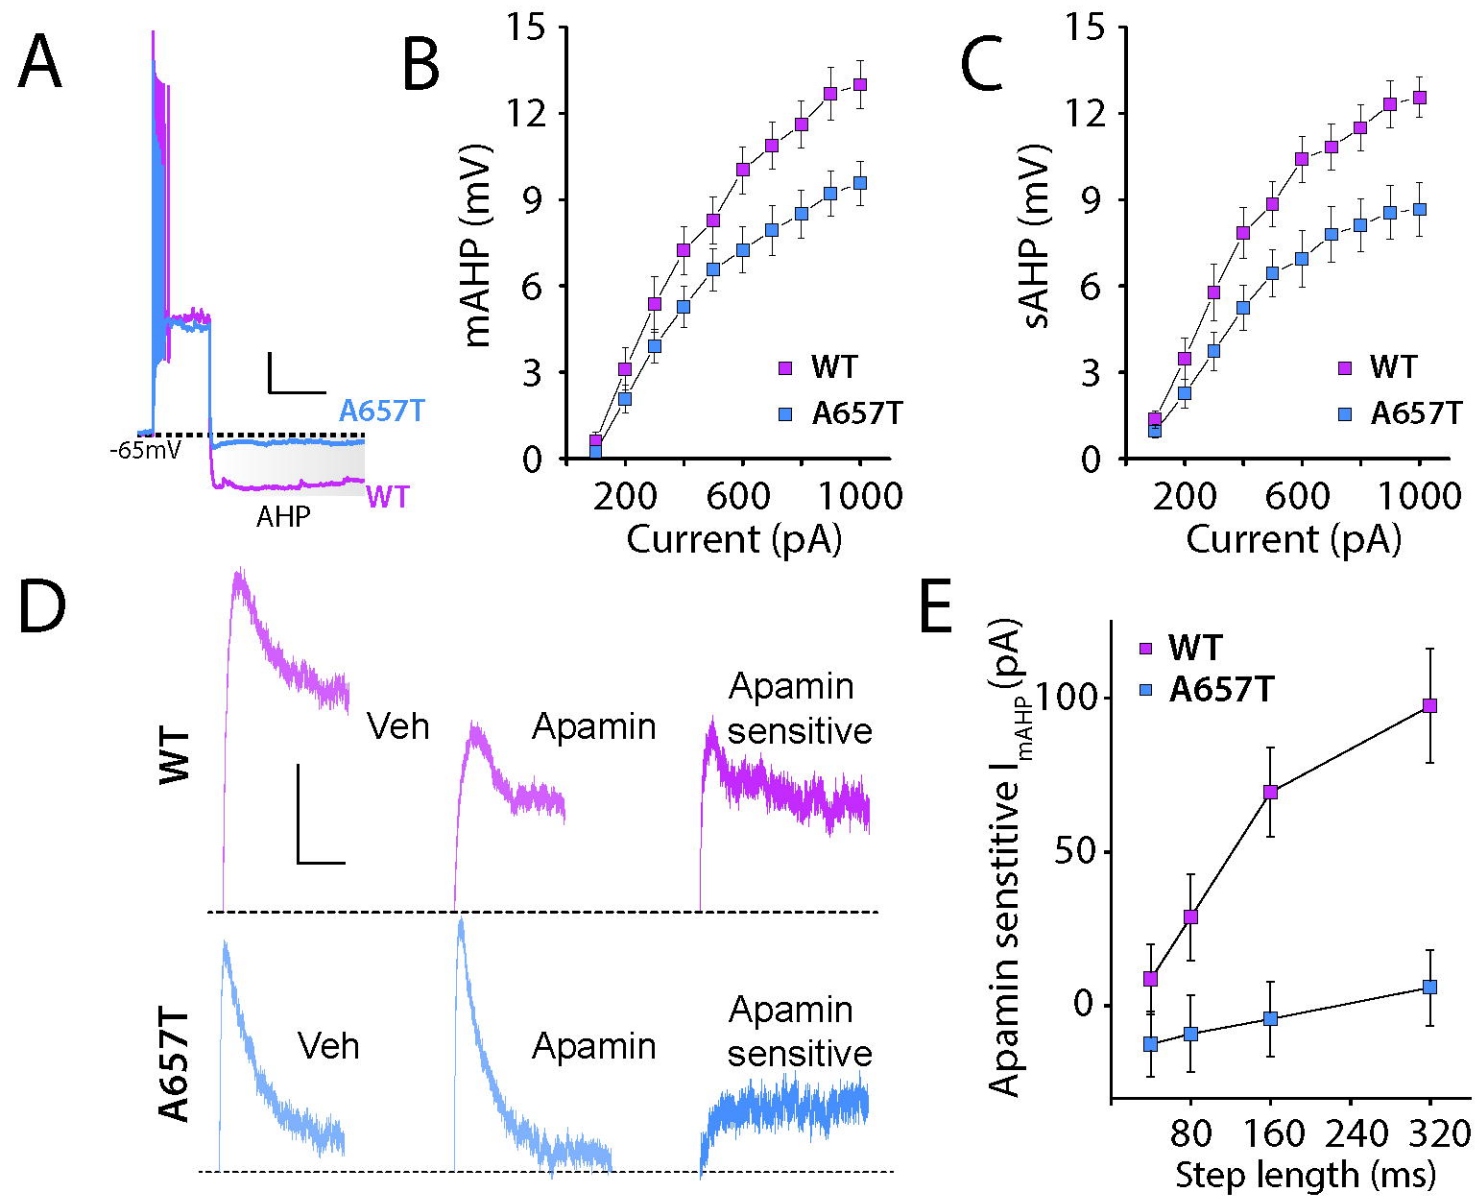 A
-65mV
A657T
WT
AHP
B
mAHP (mV)
15
12
9
6
3
0
WT
A657T
200 600 1000
Current (pA)
C
sAHP (mV)
15
12
9
6
3
0
WT
A657T
200 600 1000
Current (pA)
D
WT
Veh
Apamin
Apamin
sensitive
A657T
Veh
Apamin
Apamin
sensitive
E
Apamin senstitive ImAHP (pA)
WT
A657T
100
50
0
80 160 240 320
Step length (ms)